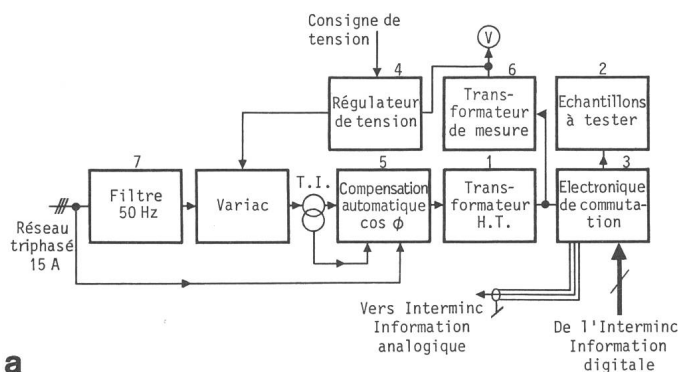 Consigne de
tension
V
4
6
2
Régulateur
de tension
Trans-
formateur
de mesure
Echantillons
à tester
7
T.I.
5
1
3
Filtre
50 Hz
Variac
Compensation
automatique
cos ϕ
Trans-
formateur
H.T.
Electronique
de commuta-
tion
Réseau
triphasé
15 A
Vers Interminc
Information
analogique
De l'Interminc
Information
digitale
a